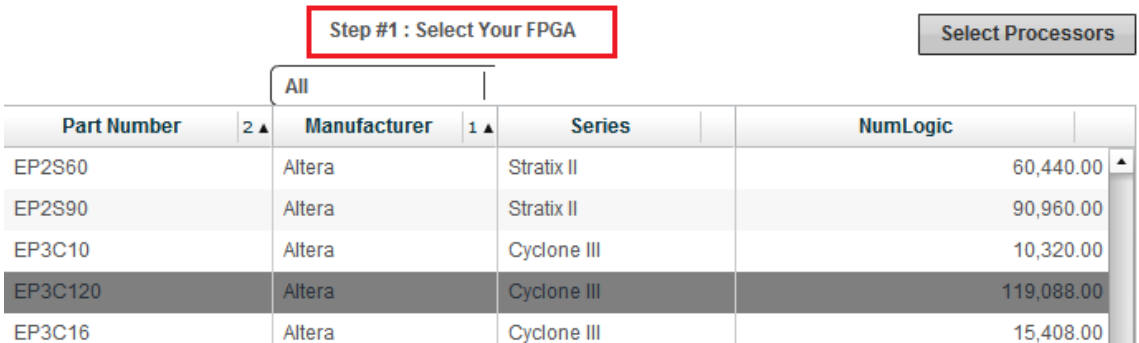 Step #1 : Select Your FPGA
Select Processors
All
Part Number 2 ▲ Manufacturer 1 ▲ Series NumLogic
EP2S60 Altera Stratix II 60,440.00
EP2S90 Altera Stratix II 90,960.00
EP3C10 Altera Cyclone III 10,320.00
EP3C120 Altera Cyclone III 119,088.00
EP3C16 Altera Cyclone III 15,408.00